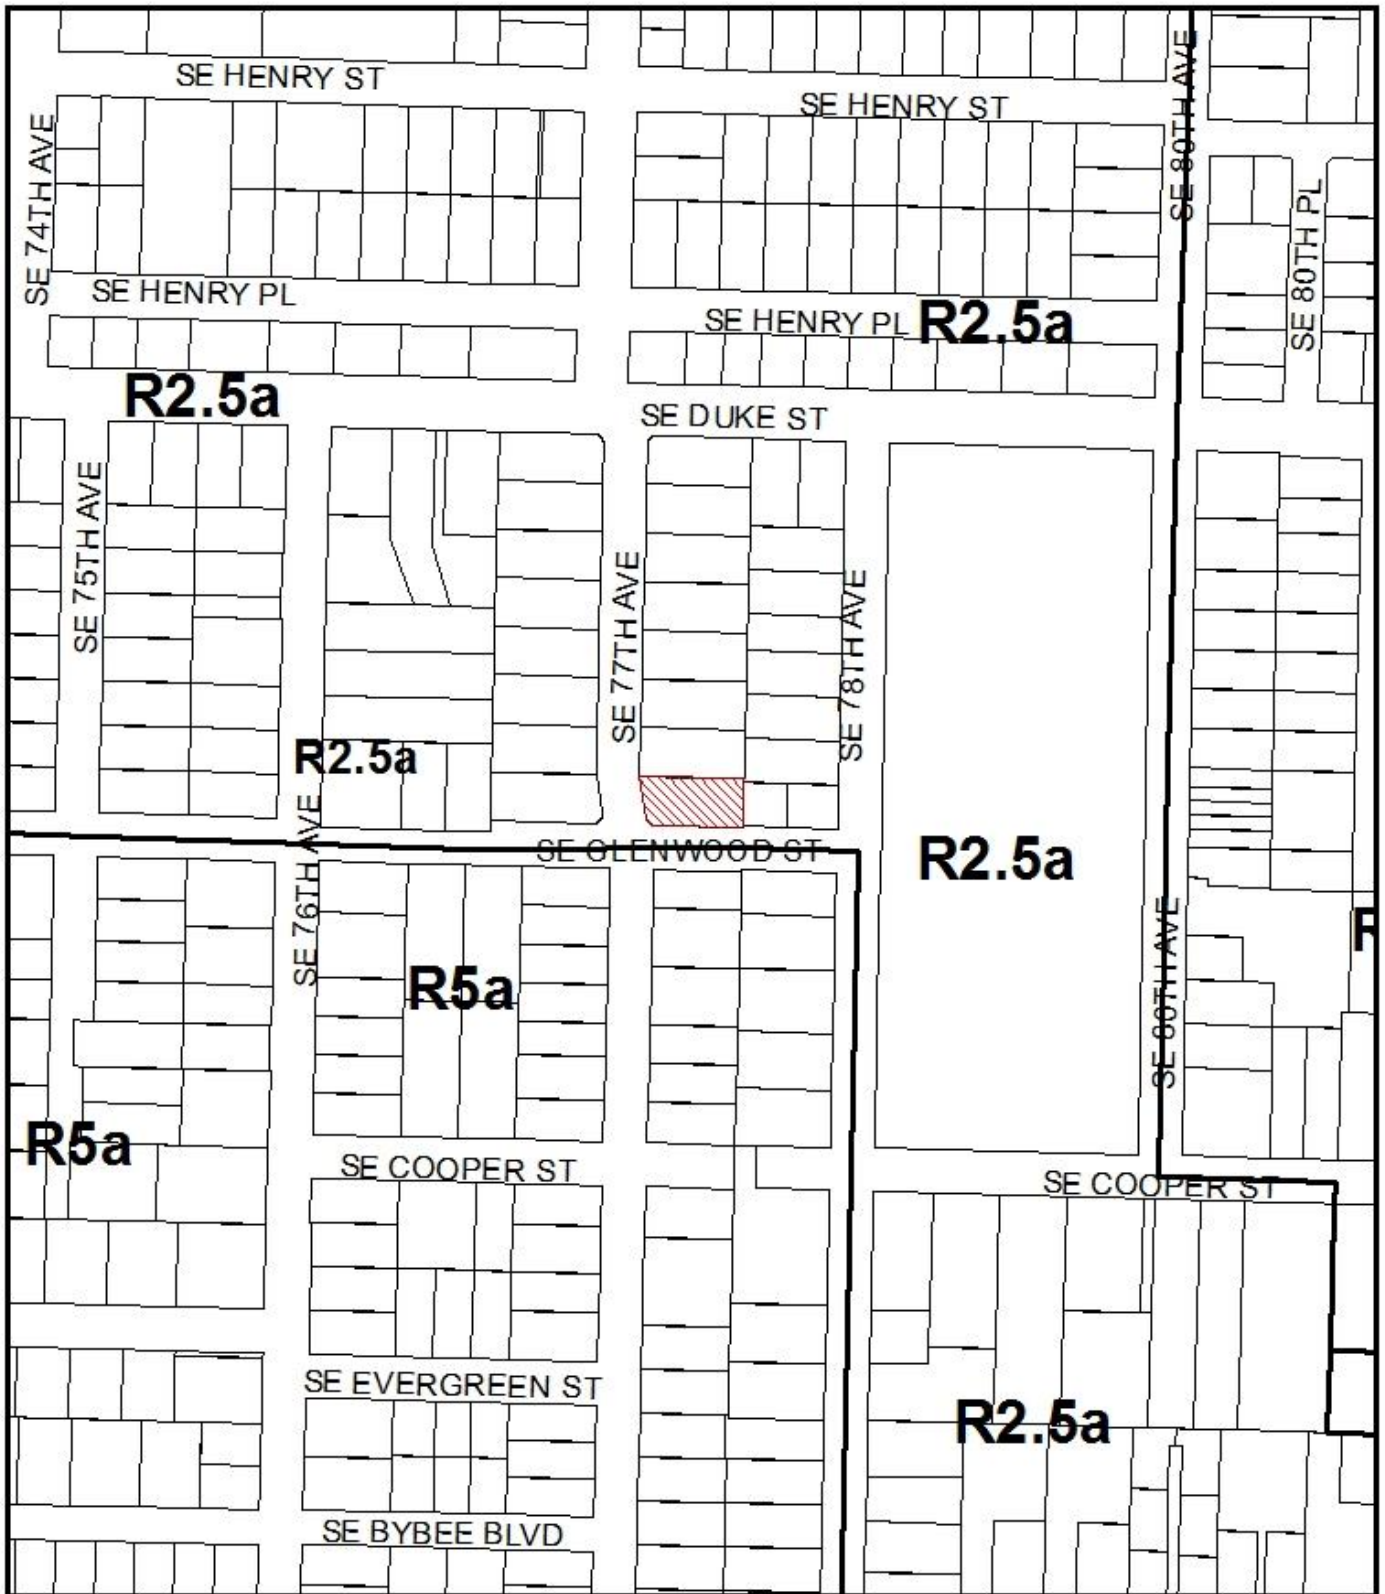 SE HENRY ST
SE HENRY ST
SE 80TH AVE
SE 74TH AVE
SE 80TH PL
SE HENRY PL
SE HENRY PL
R2.5a
R2.5a
SE DUKE ST
SE 75TH AVE
SE 77TH AVE
SE 78TH AVE
R2.5a
SE 76TH AVE
SE GLENWOOD ST
R2.5a
SE 80TH AVE
R
R5a
R5a
SE COOPER ST
SE COOPER ST
SE EVERGREEN ST
R2.5a
SE BYBEE BLVD